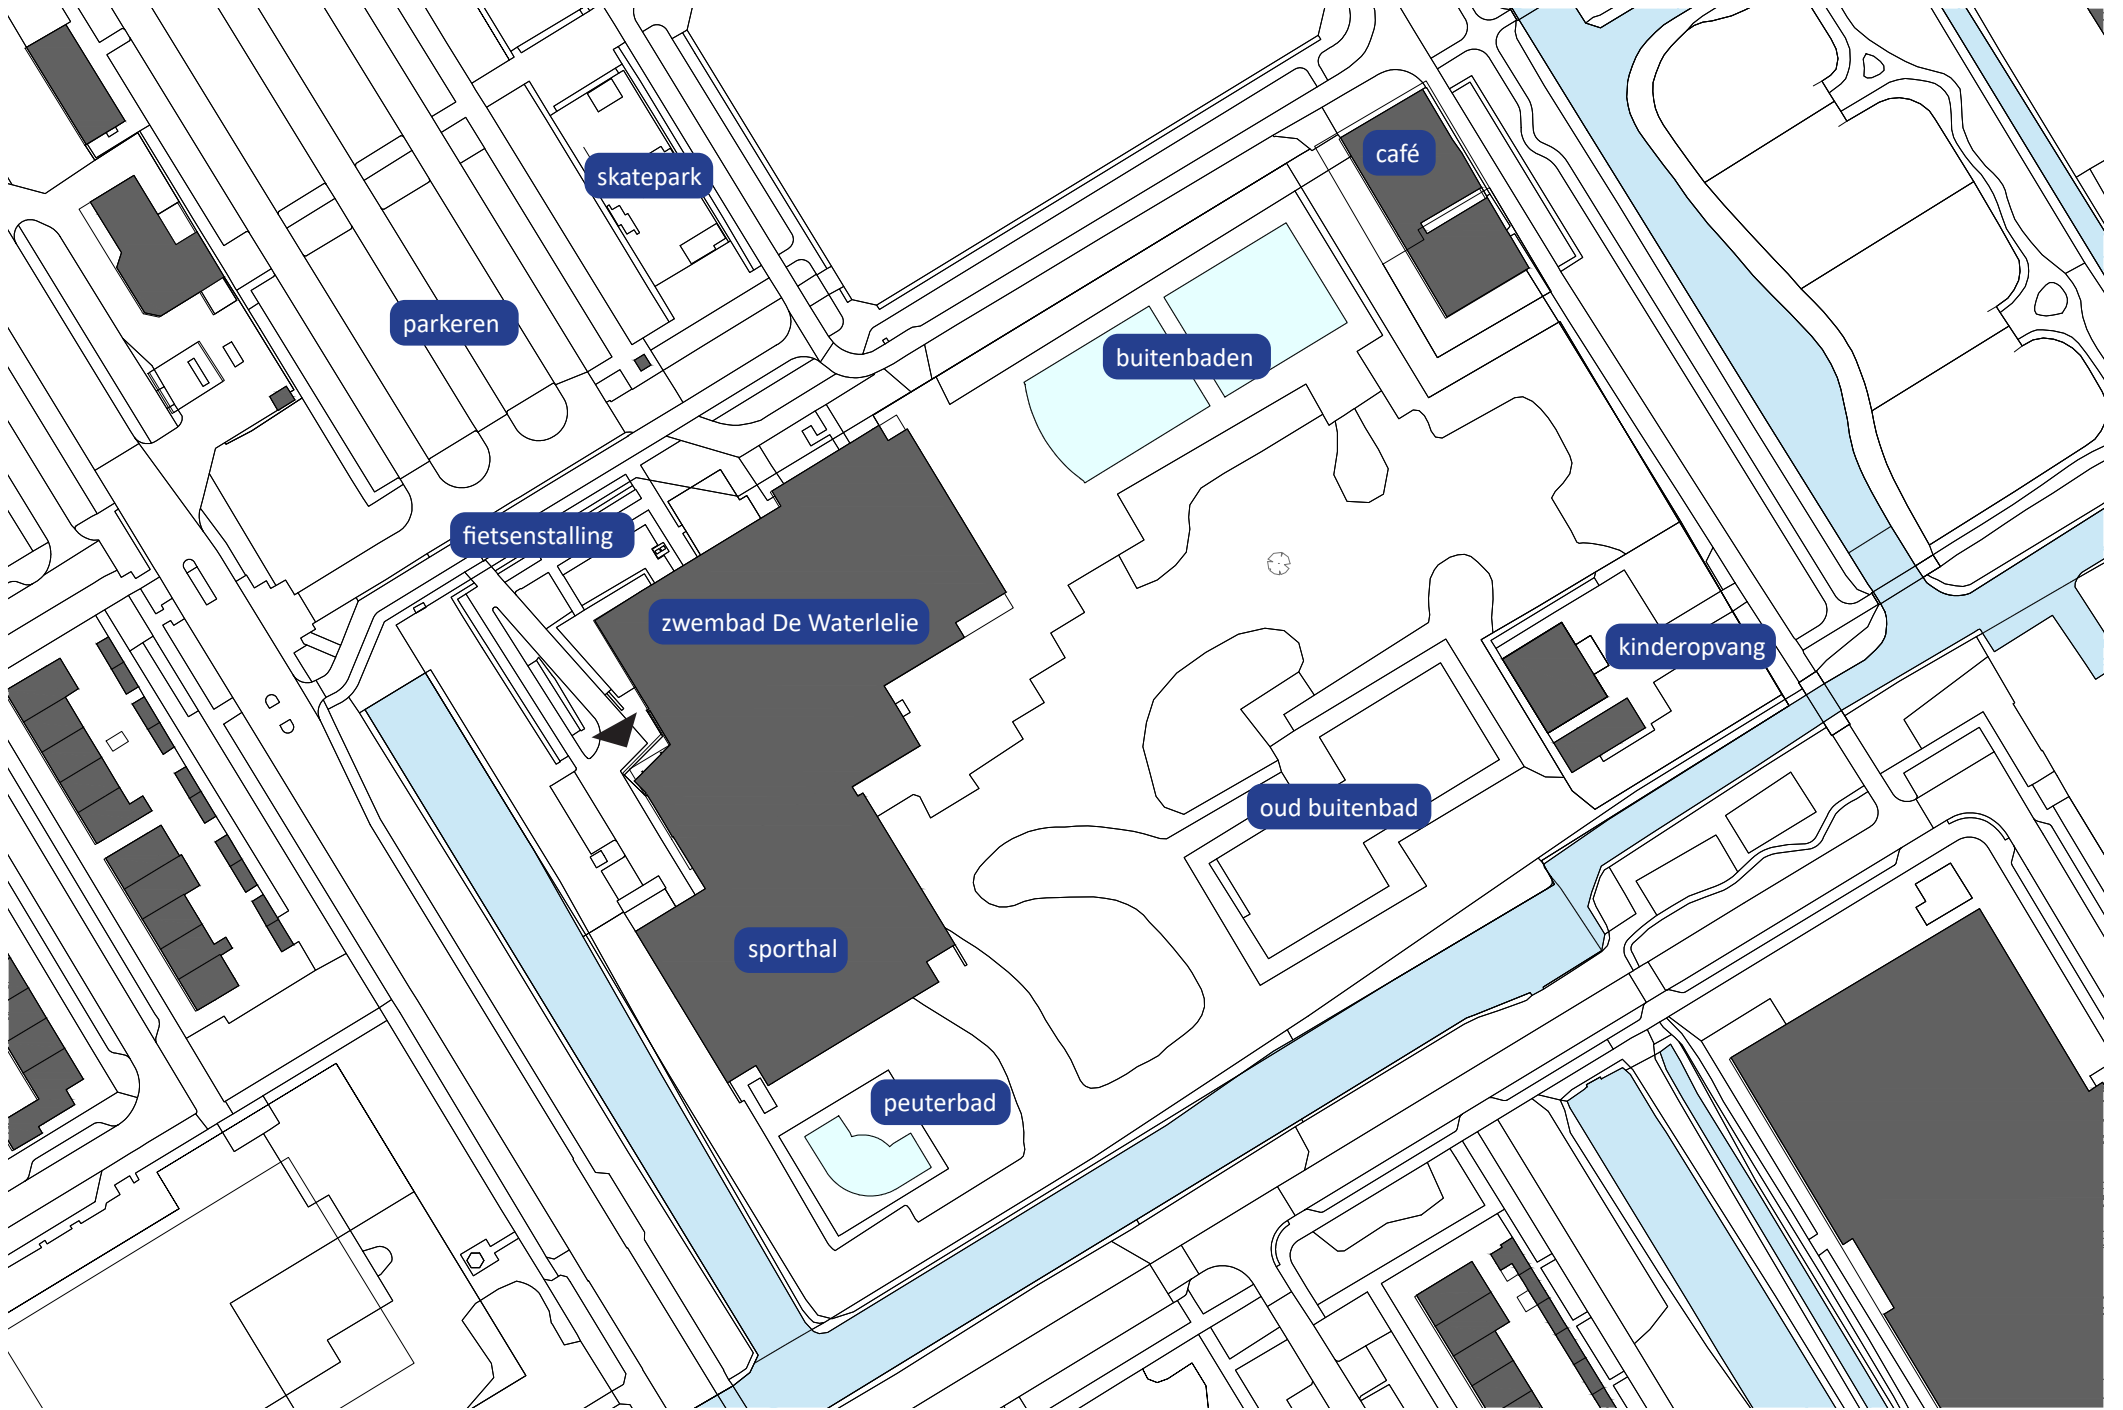 café
skatepark
parkeren
buitenbaden
fietsenstalling
zwembad De Waterlelie
kinderopvang
oud buitenbad
sporthal
peuterbad